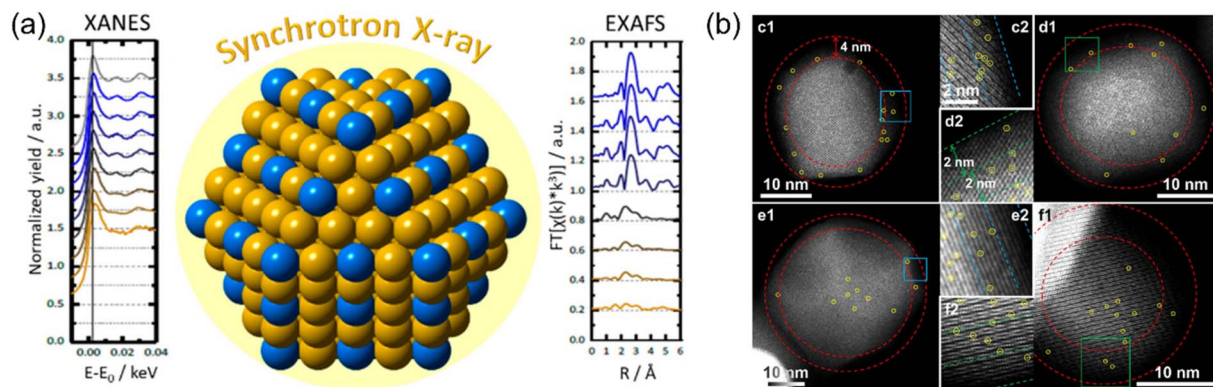 (a)
XANES
Normalized yield / a.u.
4.0
3.5
3.0
2.5
2.0
1.5
1.0
0.5
0.0
0.00
0.02
0.04
E-E₀ / keV
Synchrotron X-ray
EXAFS
FT[χ(k)*k³)] / a.u.
2.0
1.8
1.6
1.4
1.2
1.0
0.8
0.6
0.4
0.2
0.0
0 1 2 3 4 5 6
R / Å
(b)
c1
4 nm
10 nm
c2
2 nm
d1
10 nm
d2
2 nm
2 nm
e1
10 nm
e2
f1
10 nm
f2